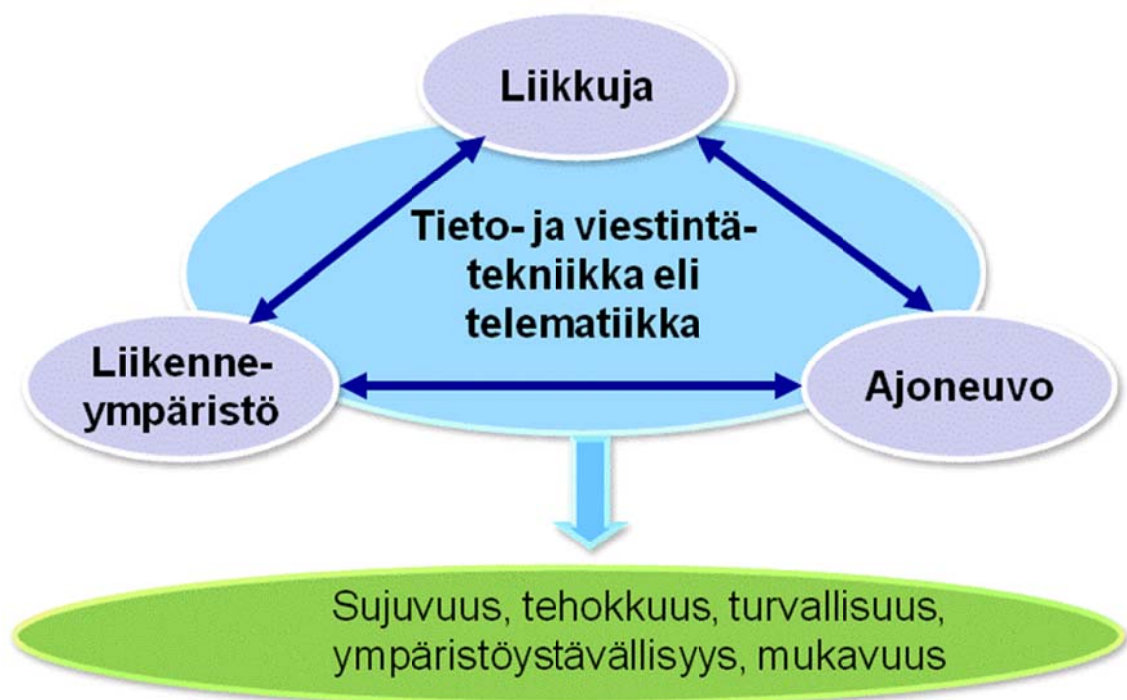 Liikkuja
Tieto- ja viestintä-
tekniikka eli
telematiikka
Liikenne-
ympäristö
Ajoneuvo
Sujuvuus, tehokkuus, turvallisuus,
ympäristöystävällisyys, mukavuus